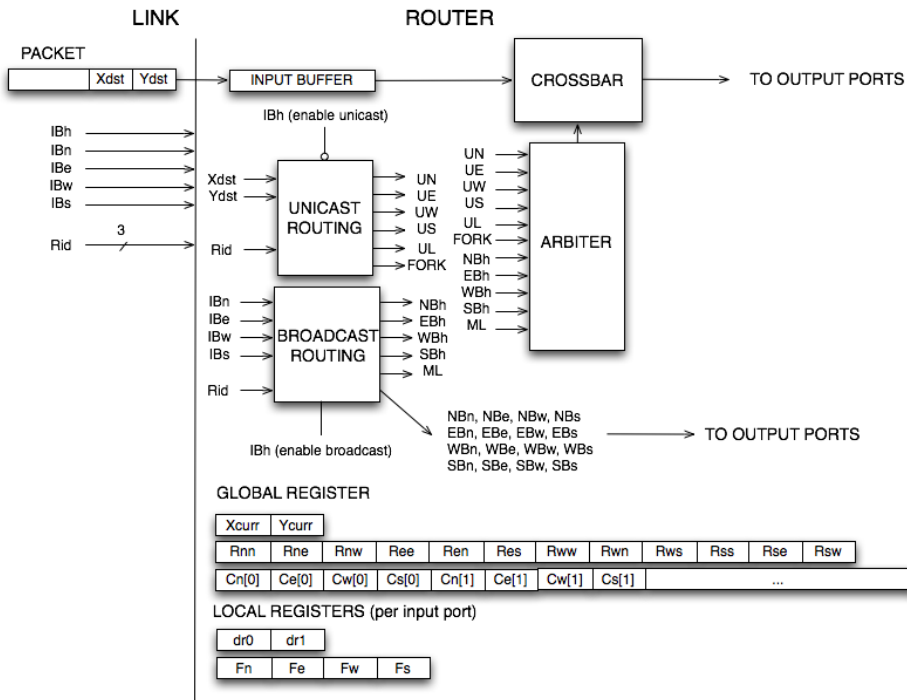 LINK ROUTER
PACKET
Xdst Ydst
INPUT BUFFER
CROSSBAR
TO OUTPUT PORTS
IBh
IBn
IBe
IBw
IBs
Rid
3
IBh (enable unicast)
Xdst
Ydst
Rid
UNICAST
ROUTING
UN
UE
UW
US
UL
FORK
IBn
IBe
IBw
IBs
Rid
BROADCAST
ROUTING
NBh
EBh
WBh
SBh
ML
IBh (enable broadcast)
UN
UE
UW
US
UL
FORK
NBh
EBh
WBh
SBh
ML
ARBITER
NBn, NBe, NBw, NBs
EBn, EBe, EBw, EBs
WBn, WBe, WBw, WBs
SBn, SBe, SBw, SBs
TO OUTPUT PORTS
GLOBAL REGISTER
Xcurr Ycurr
Rnn Rne Rnw Ree Ren Res Rww Rwn Rws Rss Rse Rsw
Cn[0] Ce[0] Cw[0] Cs[0] Cn[1] Ce[1] Cw[1] Cs[1] ...
LOCAL REGISTERS (per input port)
dr0 dr1
Fn Fe Fw Fs